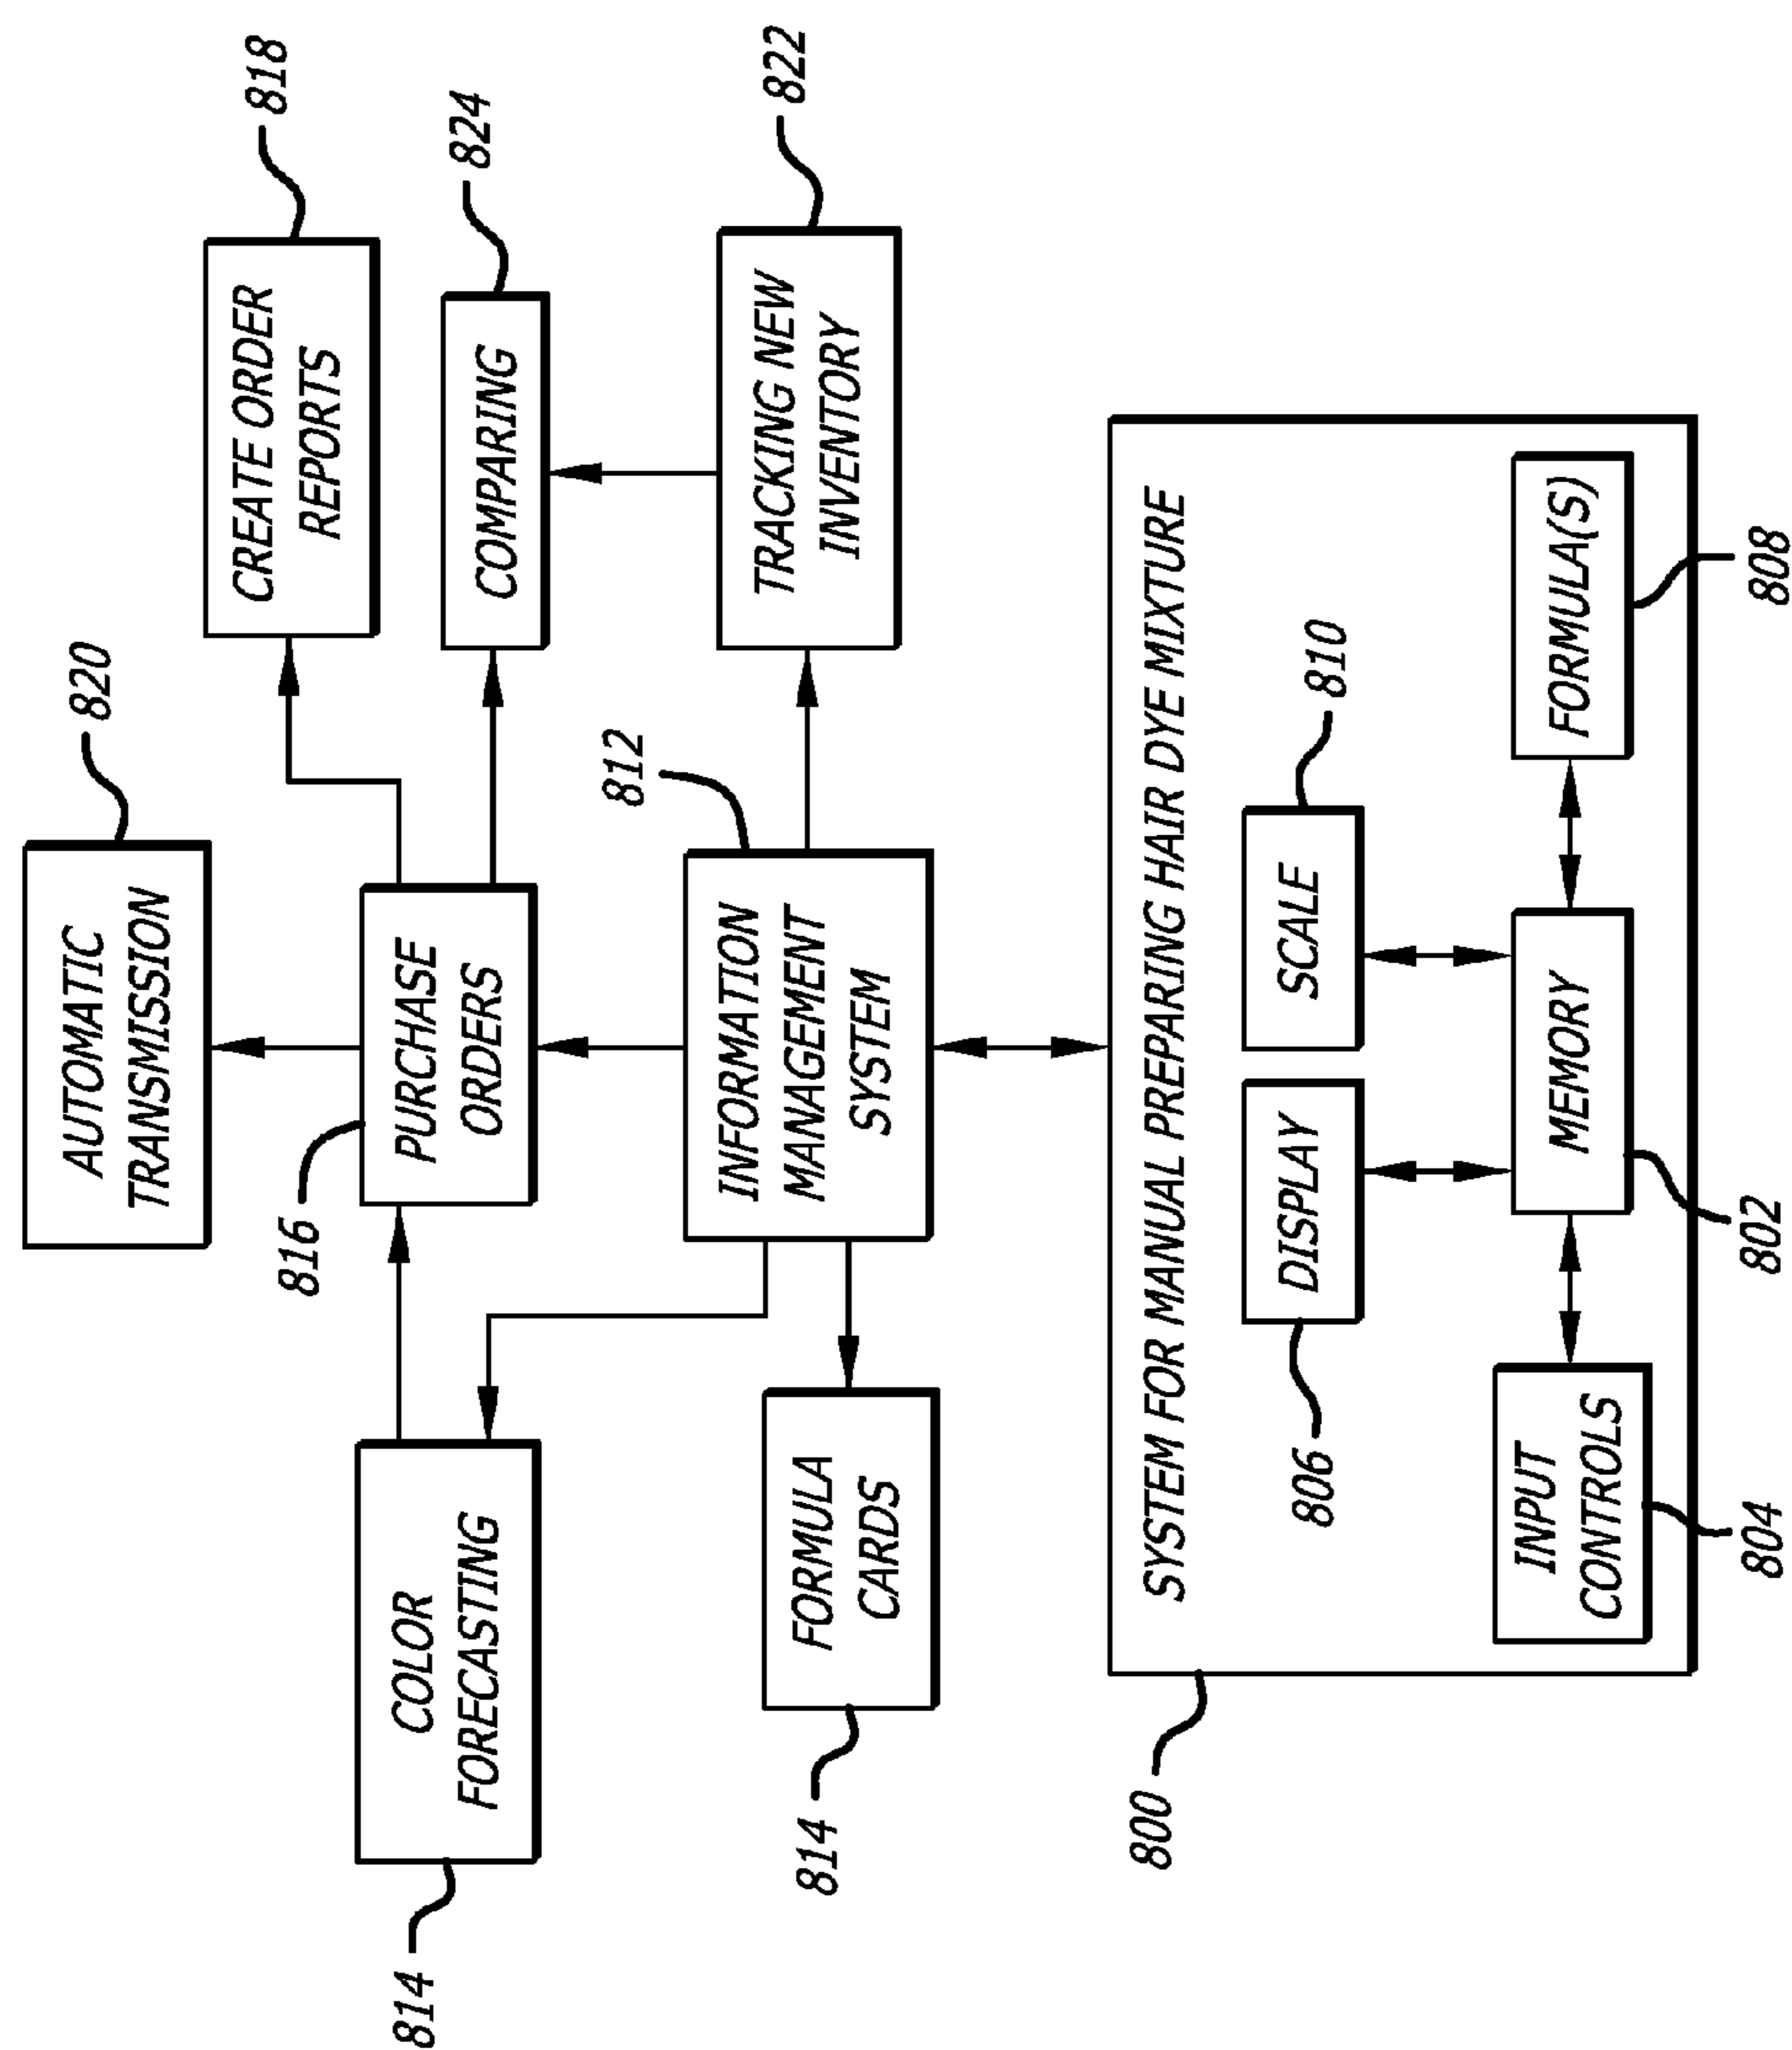 AUTOMATIC
TRANSMISSION
820
CREATE ORDER
REPORTS
818
816
814
COLOR
FORECASTING
PURCHASE
ORDERS
COMPARING
824
812
INFORMATION
MANAGEMENT
SYSTEM
TRACKING NEW
INVENTORY
822
814
FORMULA
CARDS
800
SYSTEM FOR MANUAL PREPARING HAIR DYE MIXTURE
806
DISPLAY
SCALE
810
INPUT
CONTROLS
MEMORY
FORMULA(S)
804
802
808